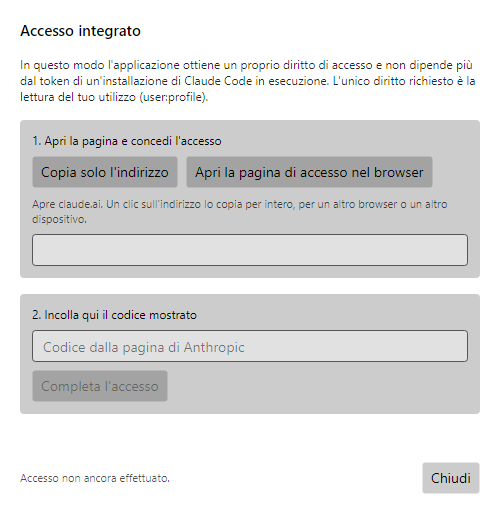 Accesso integrato
In questo modo l'applicazione ottiene un proprio diritto di accesso e non dipende più
dal token di un'installazione di Claude Code in esecuzione. L'unico diritto richiesto è la
lettura del tuo utilizzo (user:profile).
1. Apri la pagina e concedi l'accesso
Copia solo l'indirizzo
Apri la pagina di accesso nel browser
Apre claude.ai. Un clic sull'indirizzo lo copia per intero, per un altro browser o un altro
dispositivo.
2. Incolla qui il codice mostrato
Codice dalla pagina di Anthropic
Completa l'accesso
Accesso non ancora effettuato.
Chiudi